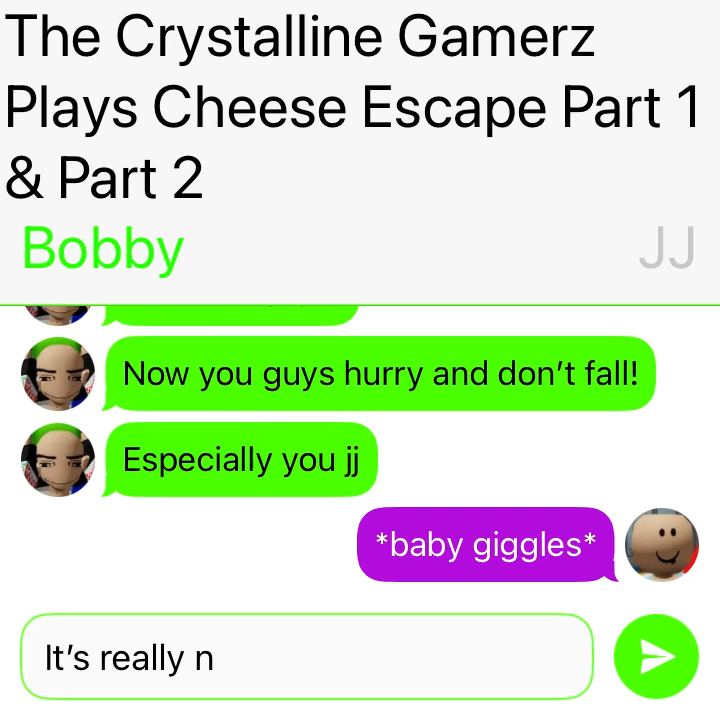 The Crystalline Gamerz
Plays Cheese Escape Part 1
& Part 2
Bobby
JJ
Now you guys hurry and don’t fall!
Especially you jj
*baby giggles*
It’s really n